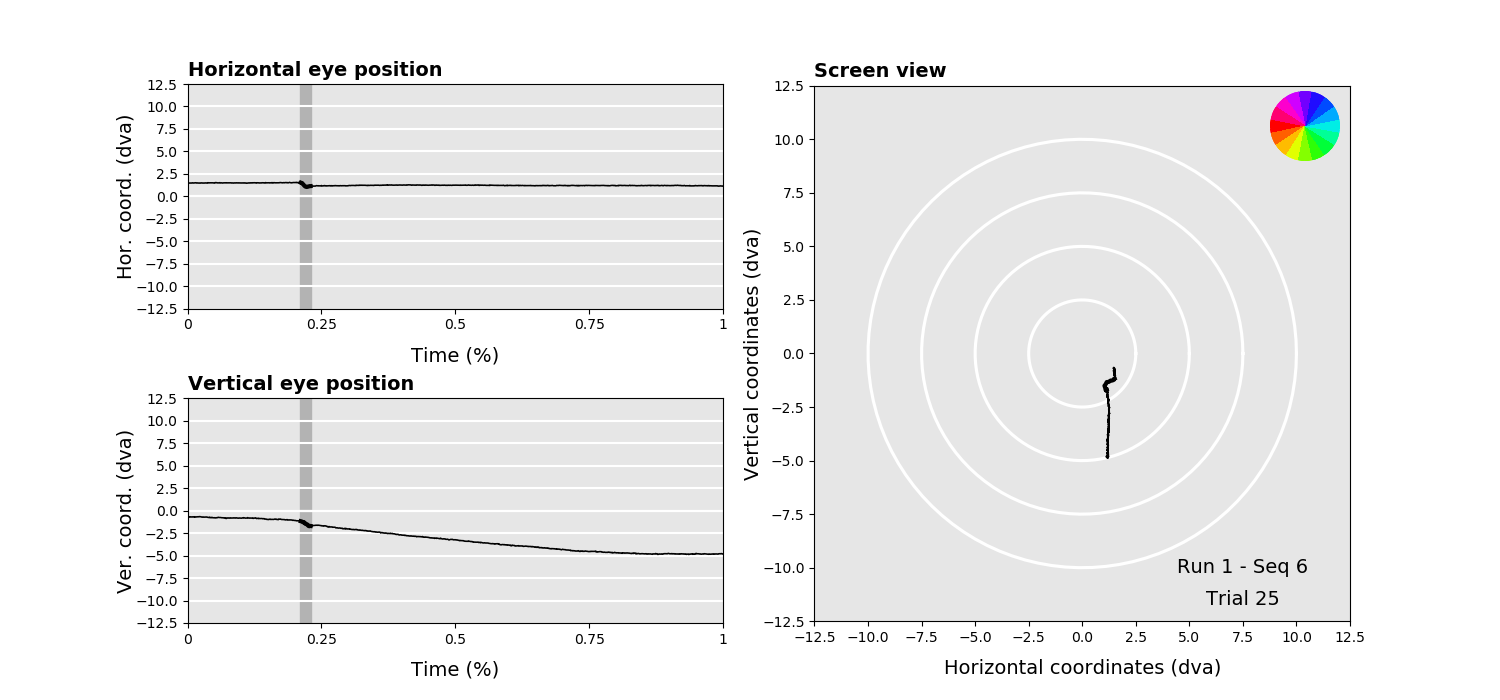 Horizontal eye position
12.5
10.0
7.5
5.0
2.5
0.0
−2.5
−5.0
−7.5
−10.0
−12.5
Hor. coord. (dva)
0 0.25 0.5 0.75 1
Time (%)
Vertical eye position
12.5
10.0
7.5
5.0
2.5
0.0
−2.5
−5.0
−7.5
−10.0
−12.5
Ver. coord. (dva)
0 0.25 0.5 0.75 1
Time (%)
Screen view
12.5
10.0
7.5
5.0
2.5
0.0
−2.5
−5.0
−7.5
−10.0
−12.5
Vertical coordinates (dva)
Run 1 - Seq 6
Trial 25
−12.5 −10.0 −7.5 −5.0 −2.5 0.0 2.5 5.0 7.5 10.0 12.5
Horizontal coordinates (dva)